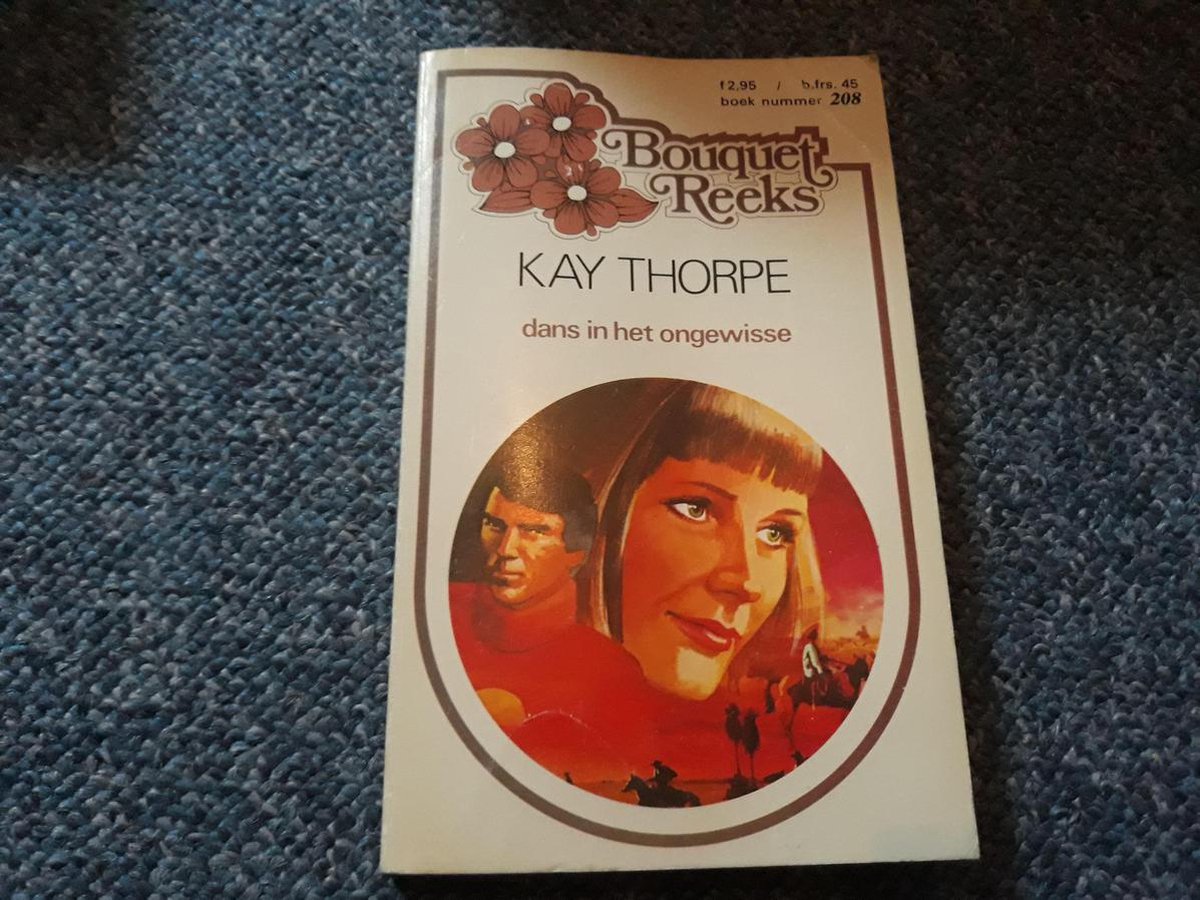 f 2,95 / b.frs. 45
boek nummer 208
Bouquet
Reeks
KAY THORPE
dans in het ongewisse